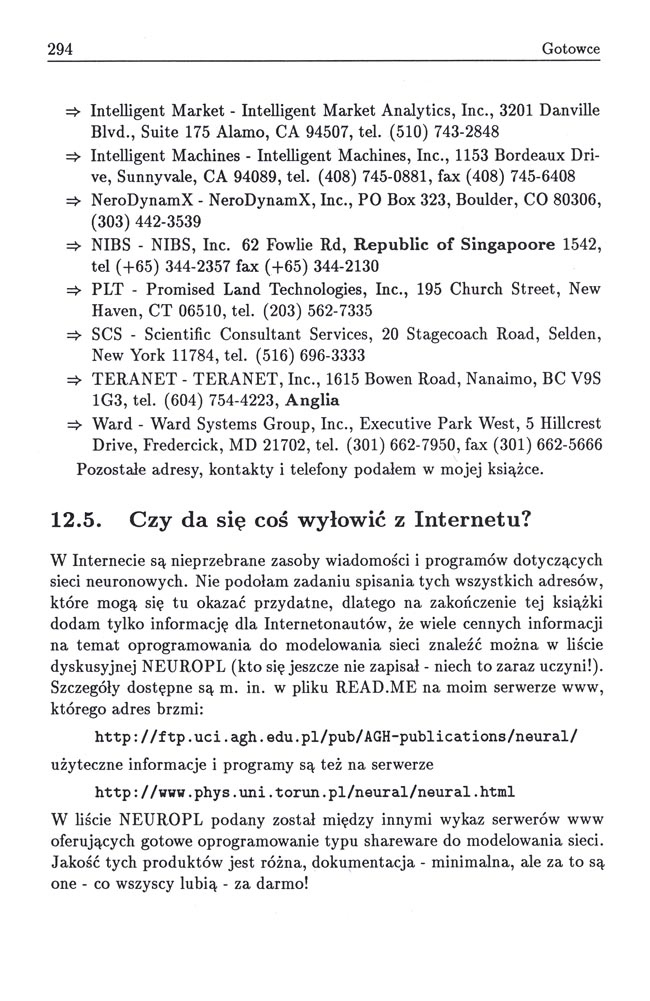 294 Gotowce
⇒ Intelligent Market - Intelligent Market Analytics, Inc., 3201 Danville
Blvd., Suite 175 Alamo, CA 94507, tel. (510) 743-2848
⇒ Intelligent Machines - Intelligent Machines, Inc., 1153 Bordeaux Dri-
ve, Sunnyvale, CA 94089, tel. (408) 745-0881, fax (408) 745-6408
⇒ NeroDynamX - NeroDynamX, Inc., PO Box 323, Boulder, CO 80306,
(303) 442-3539
⇒ NIBS - NIBS, Inc. 62 Fowlie Rd, Republic of Singapoore 1542,
tel (+65) 344-2357 fax (+65) 344-2130
⇒ PLT - Promised Land Technologies, Inc., 195 Church Street, New
Haven, CT 06510, tel. (203) 562-7335
⇒ SCS - Scientific Consultant Services, 20 Stagecoach Road, Selden,
New York 11784, tel. (516) 696-3333
⇒ TERANET - TERANET, Inc., 1615 Bowen Road, Nanaimo, BC V9S
1G3, tel. (604) 754-4223, Anglia
⇒ Ward - Ward Systems Group, Inc., Executive Park West, 5 Hillcrest
Drive, Fredercick, MD 21702, tel. (301) 662-7950, fax (301) 662-5666
Pozostałe adresy, kontakty i telefony podałem w mojej książce.
12.5. Czy da się coś wyłowić z Internetu?
W Internecie są nieprzebrane zasoby wiadomości i programów dotyczących
sieci neuronowych. Nie podołam zadaniu spisania tych wszystkich adresów,
które mogą się tu okazać przydatne, dlatego na zakończenie tej książki
dodam tylko informację dla Internetonautów, że wiele cennych informacji
na temat oprogramowania do modelowania sieci znaleźć można w liście
dyskusyjnej NEUROPL (kto się jeszcze nie zapisał - niech to zaraz uczyni!).
Szczegóły dostępne są m. in. w pliku READ.ME na moim serwerze www,
którego adres brzmi:
http://ftp.uci.agh.edu.pl/pub/AGH-publications/neural/
użyteczne informacje i programy są też na serwerze
http://www.phys.uni.torun.pl/neural/neural.html
W liście NEUROPL podany został między innymi wykaz serwerów www
oferujących gotowe oprogramowanie typu shareware do modelowania sieci.
Jakość tych produktów jest różna, dokumentacja - minimalna, ale za to są
one - co wszyscy lubią - za darmo!